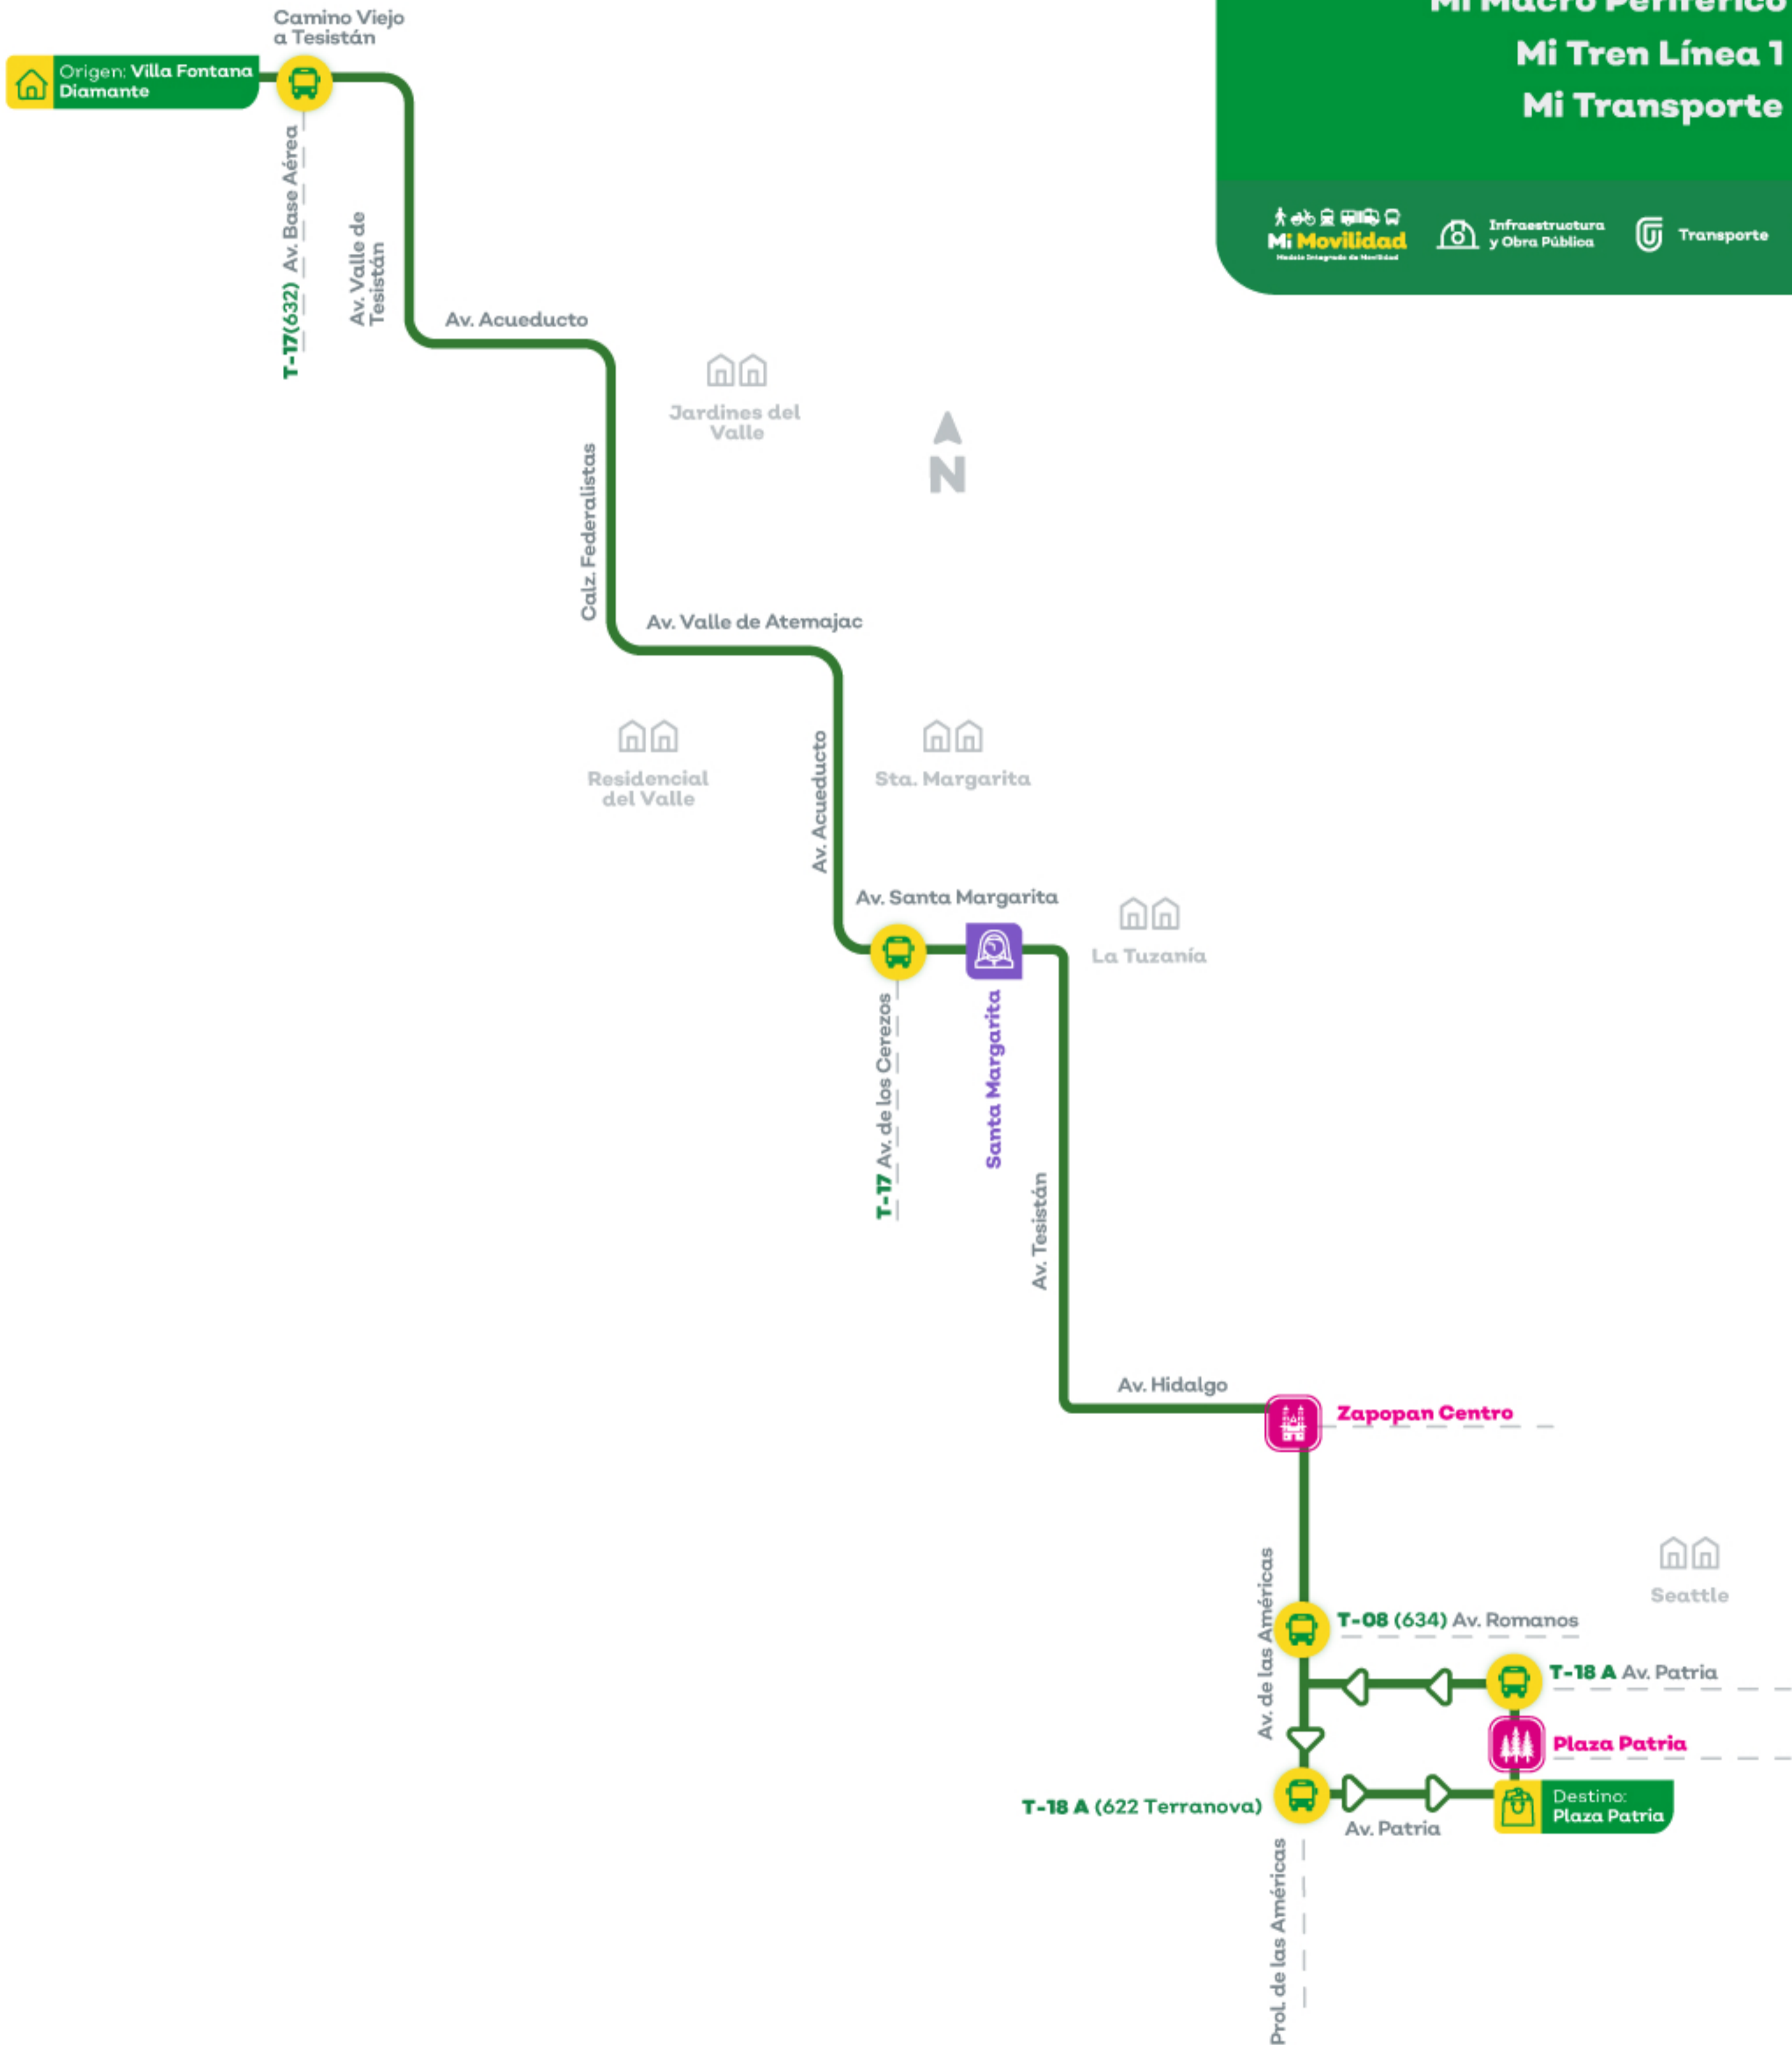 Camino Viejo
a Tesistán
Origen: Villa Fontana
Diamante
Mi Macro Periférico
Mi Tren Línea 1
Mi Transporte
Mi Movilidad
Modelo Integrado de Movilidad
Infraestructura
y Obra Pública
Transporte
T-17(632) Av. Base Aérea
Av. Valle de
Tesistán
Av. Acueducto
Jardines del
Valle
N
Calz. Federalistas
Av. Valle de Atemajac
Residencial
del Valle
Sta. Margarita
Av. Acueducto
Av. Santa Margarita
La Tuzanía
T-17 Av. de los Cerezos
Santa Margarita
Av. Tesistán
Av. Hidalgo
Zapopan Centro
Av. de las Américas
Seattle
T-08 (634) Av. Romanos
T-18 A Av. Patria
Plaza Patria
T-18 A (622 Terranova)
Destino:
Plaza Patria
Av. Patria
Prol. de las Américas